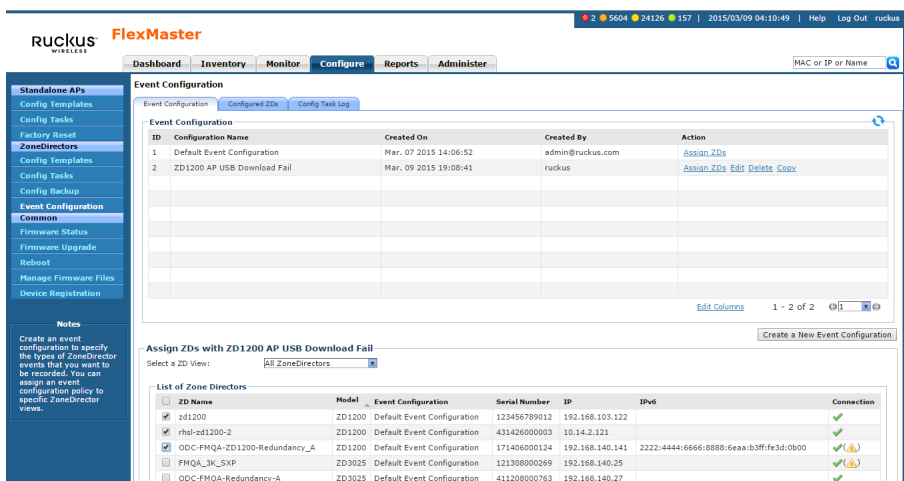 2 5604 24126 157 | 2015/03/09 04:10:49 | Help Log Out ruckus
Ruckus WIRELESS FlexMaster
Dashboard Inventory Monitor Configure Reports Administer MAC or IP or Name
Standalone APs
Config Templates
Config Tasks
Factory Reset
ZoneDirectors
Config Templates
Config Tasks
Config Backup
Event Configuration
Common
Firmware Status
Firmware Upgrade
Reboot
Manage Firmware Files
Device Registration
Notes
Create an event
configuration to specify
the types of ZoneDirector
events that you want to
be recorded. You can
assign an event
configuration policy to
specific ZoneDirector
views.
Event Configuration
Event Configuration Configured ZDs Config Task Log
Event Configuration
ID Configuration Name Created On Created By Action
1 Default Event Configuration Mar. 07 2015 14:06:52 admin@ruckus.com Assign ZDs
2 ZD1200 AP USB Download Fail Mar. 09 2015 19:08:41 ruckus Assign ZDs Edit Delete Copy
Edit Columns 1 - 2 of 2 1
Create a New Event Configuration
Assign ZDs with ZD1200 AP USB Download Fail
Select a ZD View: All ZoneDirectors
List of Zone Directors
ZD Name Model Event Configuration Serial Number IP IPv6 Connection
zd1200 ZD1200 Default Event Configuration 123456789012 192.168.103.122
rhsl-zd1200-2 ZD1200 Default Event Configuration 431426000003 10.14.2.121
ODC-FMQA-ZD1200-Redundancy_A ZD1200 Default Event Configuration 171406000124 192.168.140.141 2222:4444:6666:8888:6eaa:b3ff:fe3d:0b00
FMQA_3K_SXP ZD3025 Default Event Configuration 121308000269 192.168.140.25
ODC-FMQA-Redundancy-A ZD3025 Default Event Configuration 411208000763 192.168.140.27